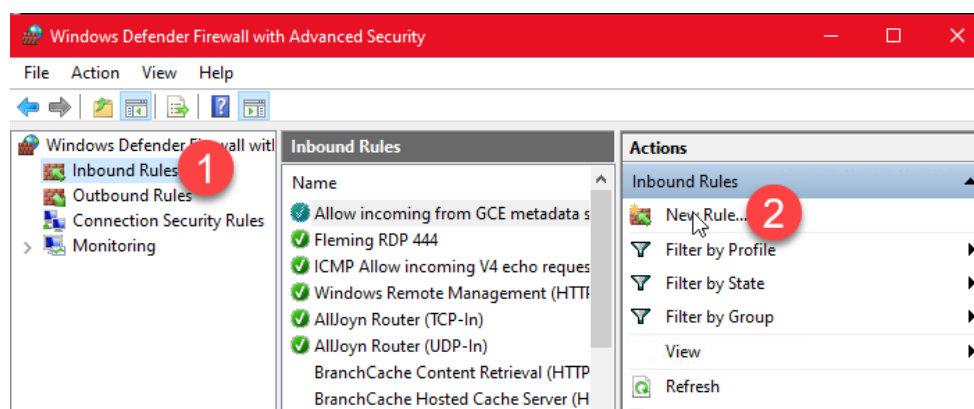 Windows Defender Firewall with Advanced Security
File Action View Help
Windows Defender Firewall with
Inbound Rules
1
Outbound Rules
Connection Security Rules
Monitoring
Inbound Rules
Name
Allow incoming from GCE metadata s
Fleming RDP 444
ICMP Allow incoming V4 echo reques
Windows Remote Management (HTTP
AllJoyn Router (TCP-In)
AllJoyn Router (UDP-In)
BranchCache Content Retrieval (HTTP
BranchCache Hosted Cache Server (H
Actions
Inbound Rules
New Rule...
2
Filter by Profile
Filter by State
Filter by Group
View
Refresh